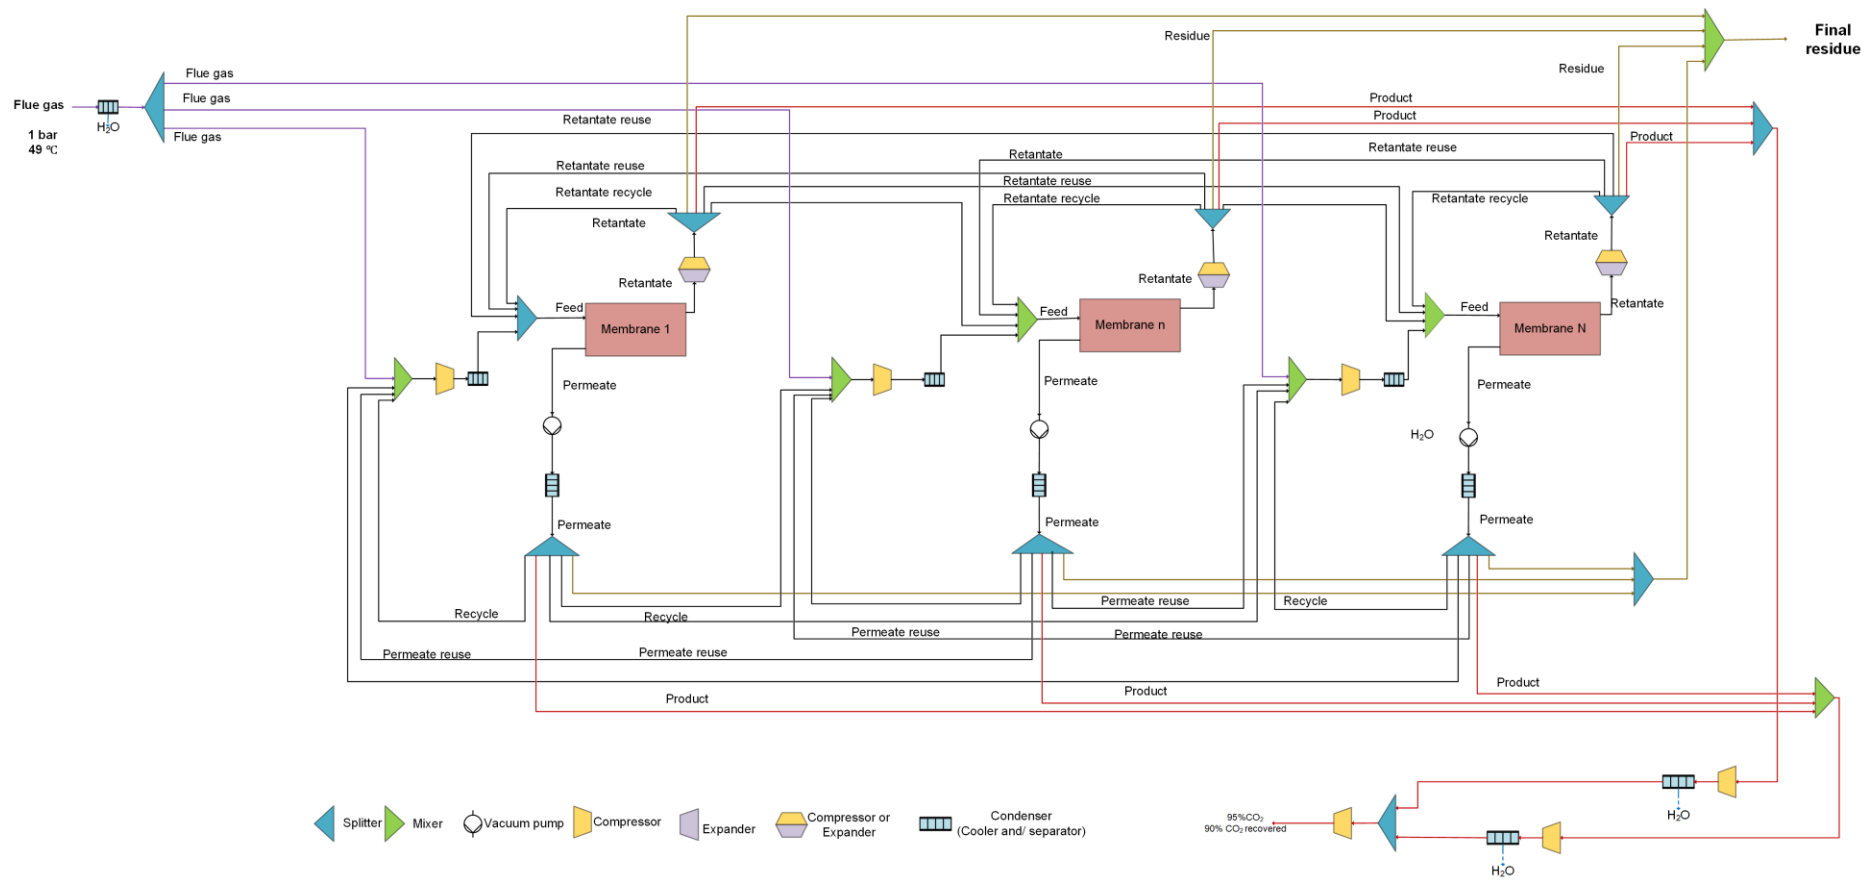 Final
residue
Residue
Residue
Flue gas
Flue gas
Flue gas
Flue gas
H₂O
1 bar
49 ℃
Product
Product
Product
Retantate reuse
Retantate reuse
Retantate
Retantate reuse
Retantate reuse
Retantate recycle
Retantate recycle
Retantate recycle
Retantate
Retantate
Retantate
Retantate
Retantate
Feed
Feed
Feed
Membrane 1
Membrane n
Membrane N
Permeate
Permeate
Permeate
H₂O
Permeate
Permeate
Permeate
Recycle
Recycle
Permeate reuse
Recycle
Permeate reuse
Permeate reuse
Permeate reuse
Permeate reuse
Product
Product
Product
Splitter
Mixer
Vacuum pump
Compressor
Expander
Compressor or
Expander
Condenser
(Cooler and/ separator)
95%CO₂
90% CO₂ recovered
H₂O
H₂O